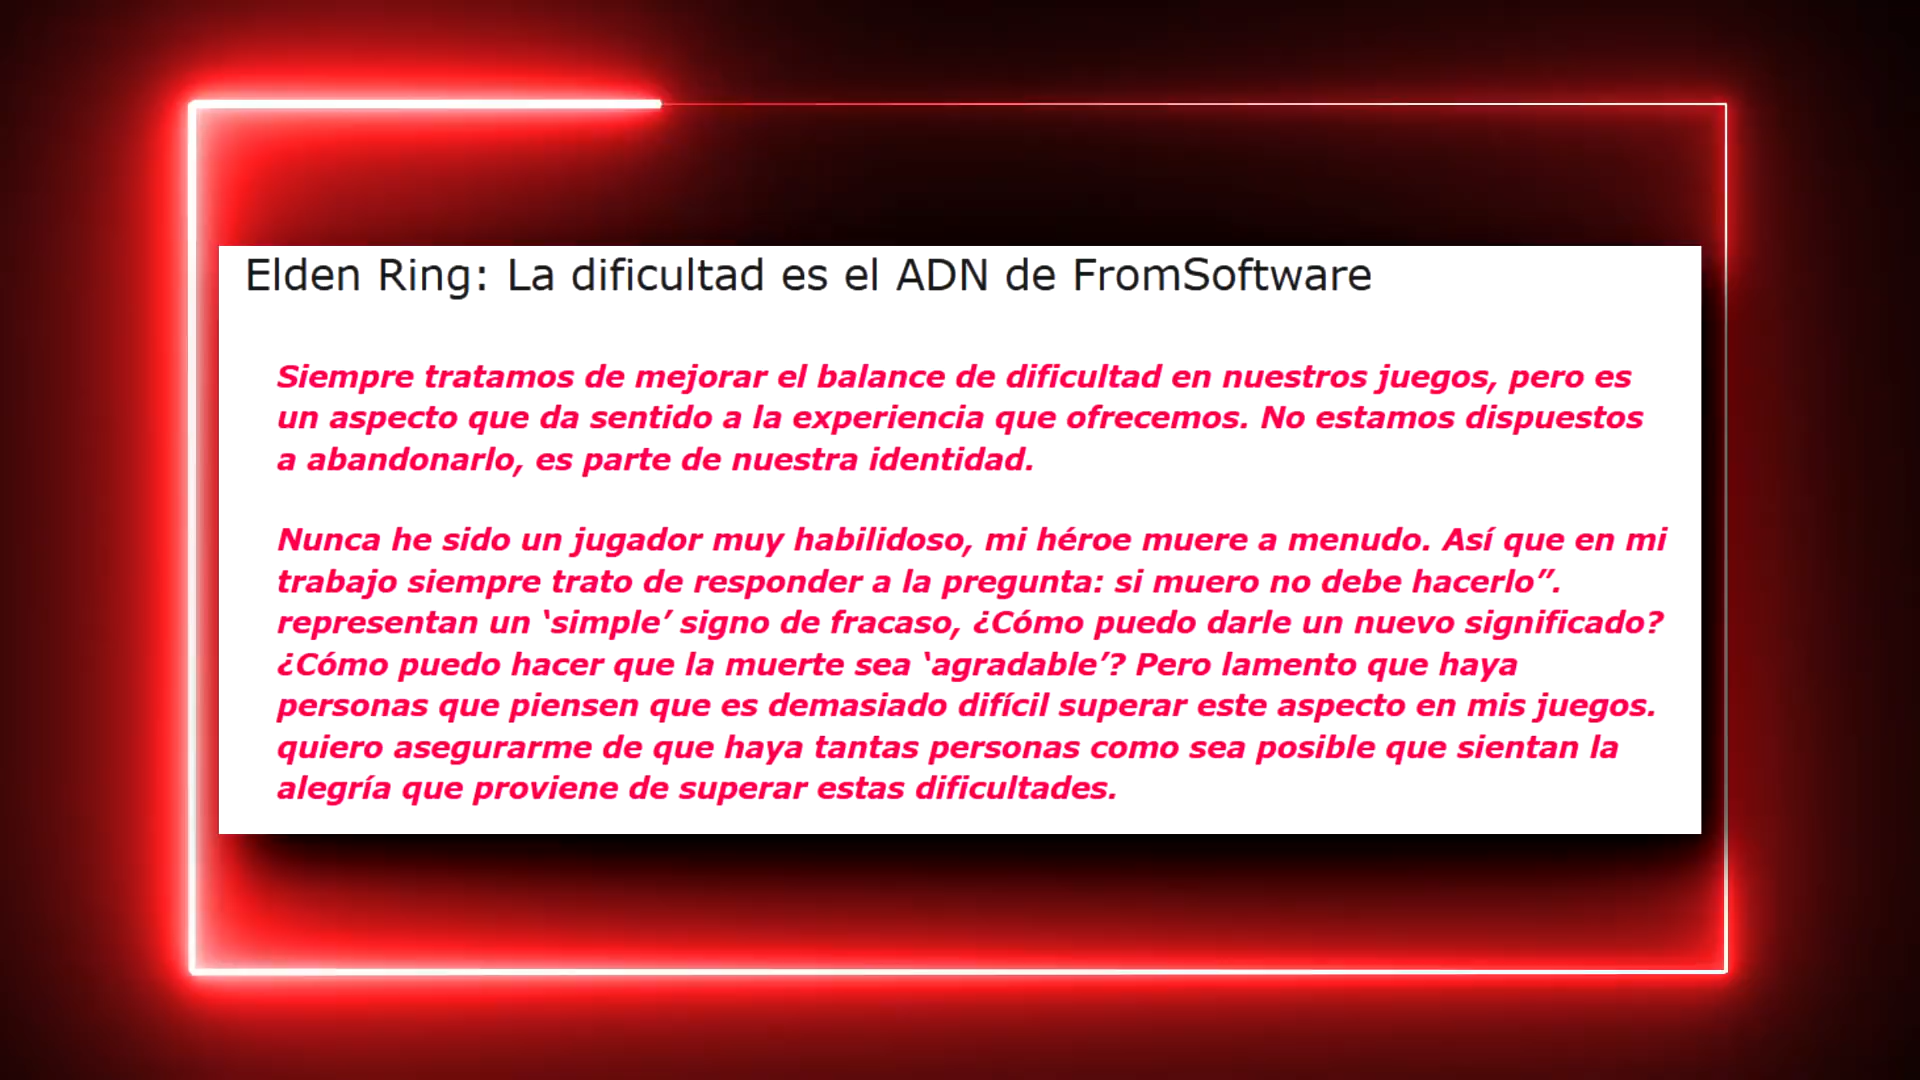 Elden Ring: La dificultad es el ADN de FromSoftware
Siempre tratamos de mejorar el balance de dificultad en nuestros juegos, pero es
un aspecto que da sentido a la experiencia que ofrecemos. No estamos dispuestos
a abandonarlo, es parte de nuestra identidad.
Nunca he sido un jugador muy habilidoso, mi héroe muere a menudo. Así que en mi
trabajo siempre trato de responder a la pregunta: si muero no debe hacerlo”.
representan un ‘simple’ signo de fracaso, ¿Cómo puedo darle un nuevo significado?
¿Cómo puedo hacer que la muerte sea ‘agradable’? Pero lamento que haya
personas que piensen que es demasiado difícil superar este aspecto en mis juegos.
quiero asegurarme de que haya tantas personas como sea posible que sientan la
alegría que proviene de superar estas dificultades.